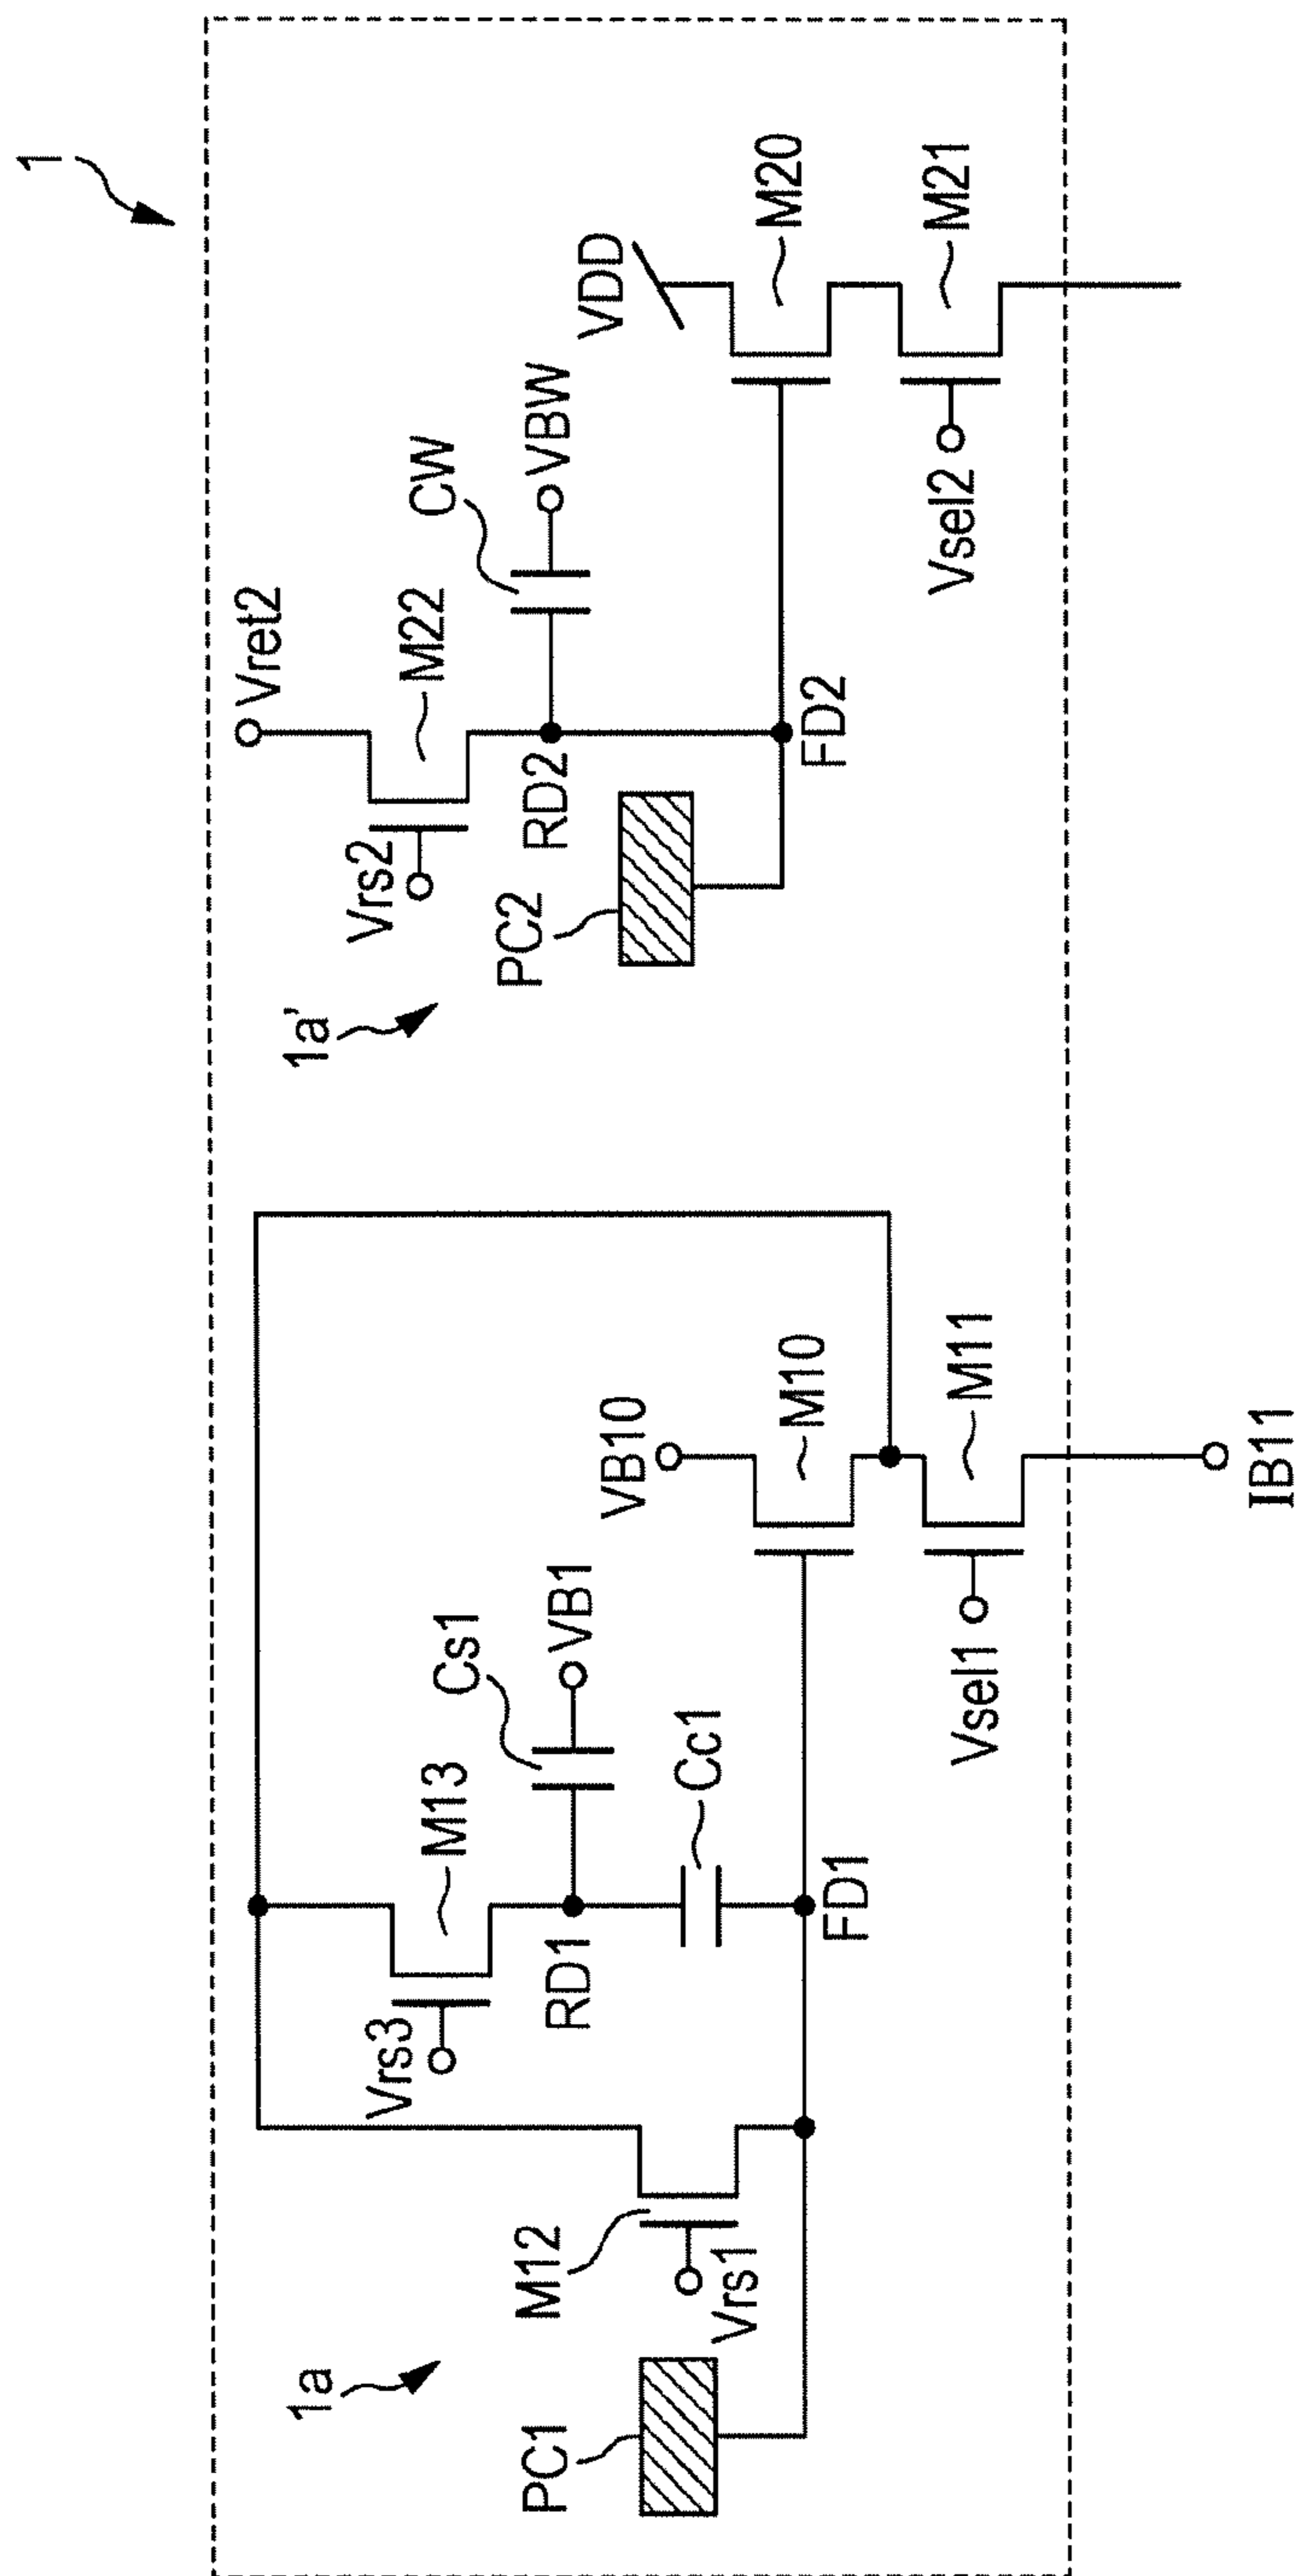 1
1a
PC1
M12
Vrs1
Vrs3
M13
RD1
Cs1
VB1
Cc1
FD1
VB10
M10
M11
Vsel1
IB11
1a'
PC2
Vrs2
Vret2
M22
RD2
CW
VBW
FD2
VDD
M20
M21
Vsel2